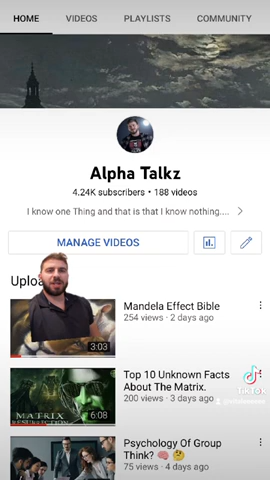 HOME VIDEOS PLAYLISTS COMMUNITY
Alpha Talkz
4.24K subscribers • 188 videos
I know one Thing and that is that I know nothing....
MANAGE VIDEOS
Uploa
3:03
Mandela Effect Bible
254 views · 2 days ago
MATRIX
RESURRECTIONS
6:08
Top 10 Unknown Facts
About The Matrix.
200 views · 3 days ago
TikTok
Psychology Of Group
Think? 🧠 🤔
75 views · 4 days ago